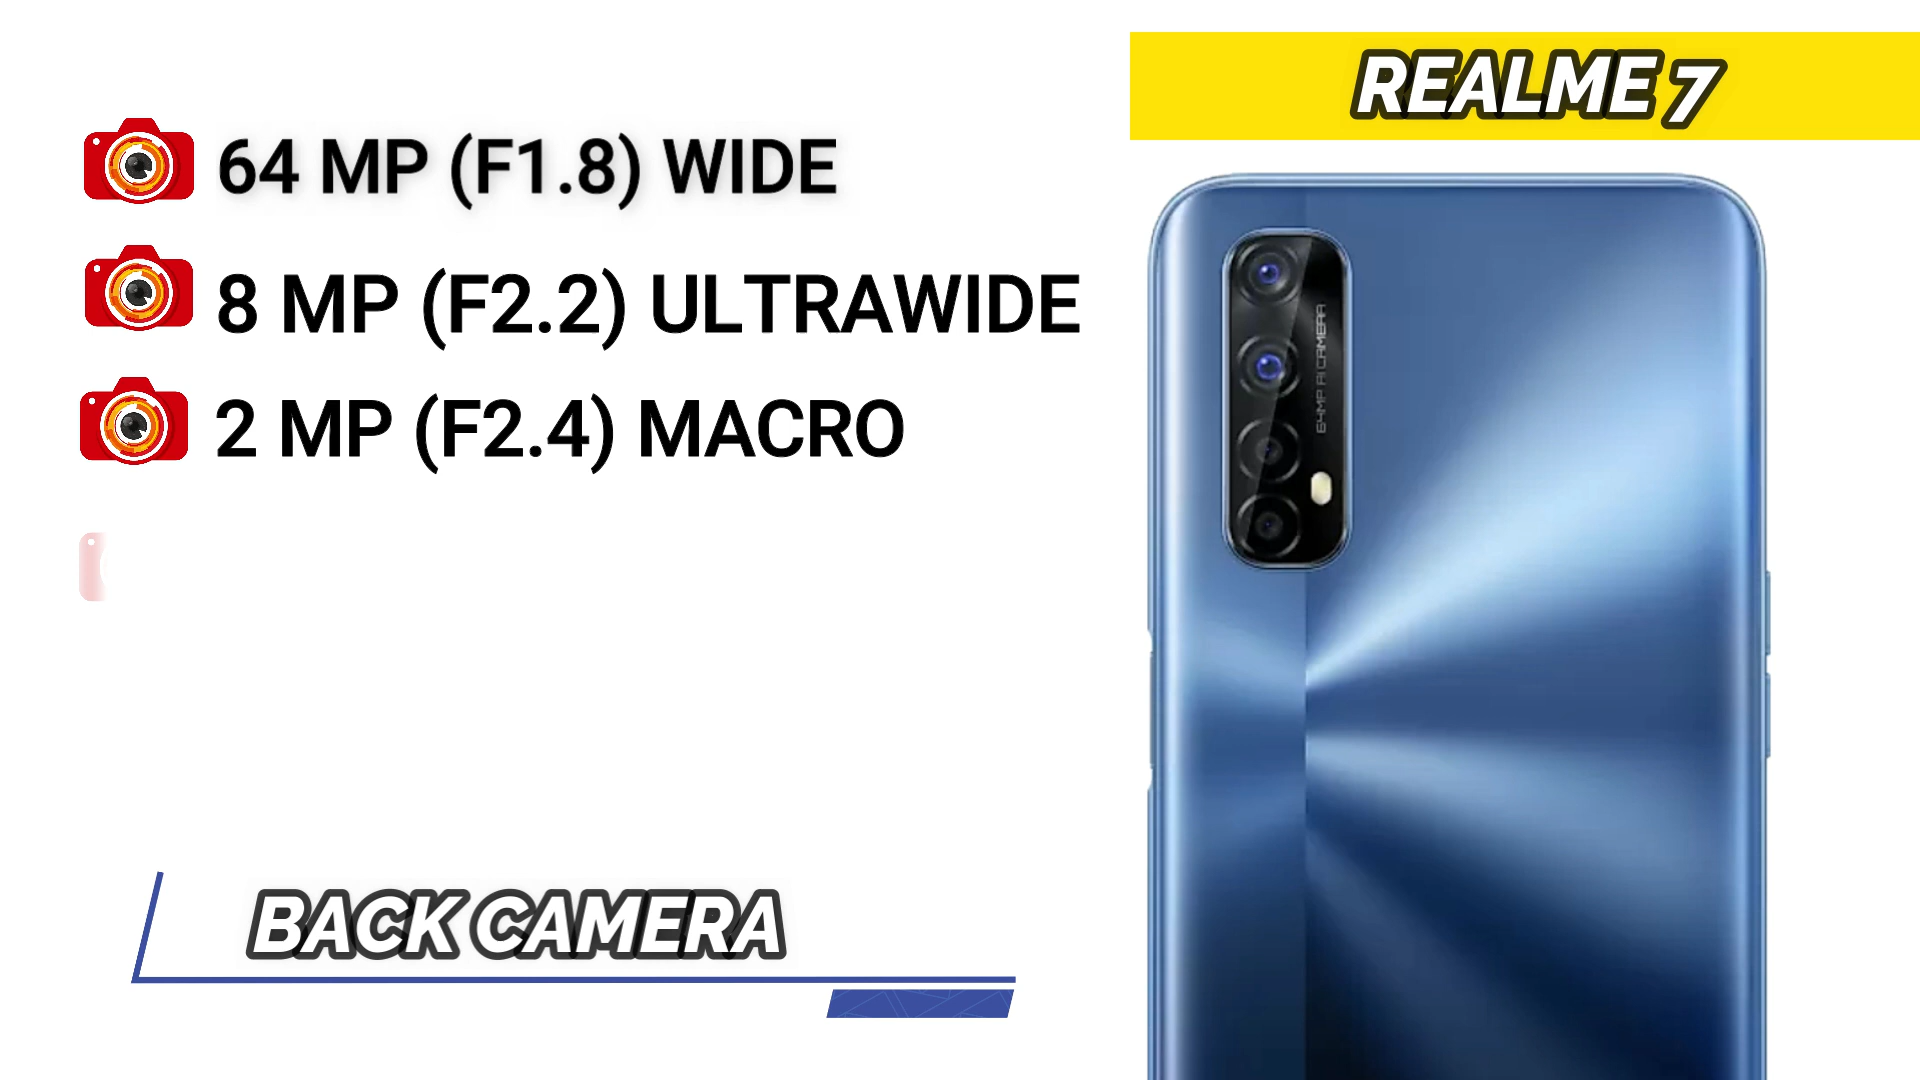 REALME 7
64 MP (F1.8) WIDE
8 MP (F2.2) ULTRAWIDE
2 MP (F2.4) MACRO
64MP AI CAMERA
BACK CAMERA